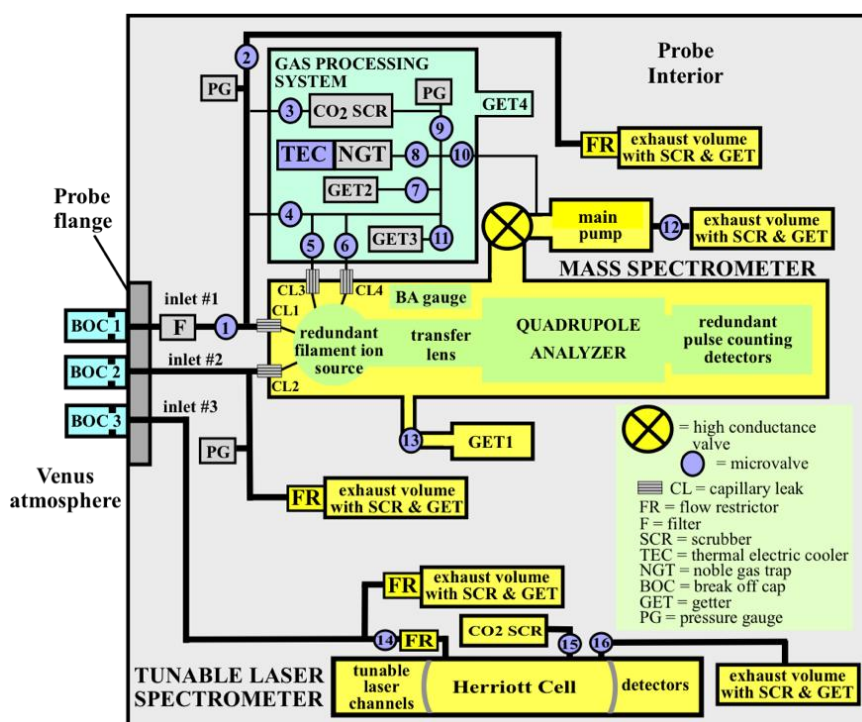 2
GAS PROCESSING
SYSTEM
Probe
Interior
PG
PG
3
CO2 SCR
GET4
9
TEC
NGT
8
10
FR
exhaust volume
with SCR & GET
GET2
7
Probe
flange
4
main
pump
12
exhaust volume
with SCR & GET
5
6
GET3
11
MASS SPECTROMETER
CL3
CL4
BA gauge
inlet #1
CL1
BOC 1
F
1
redundant
filament ion
source
transfer
lens
QUADRUPOLE
ANALYZER
redundant
pulse counting
detectors
inlet #2
BOC 2
CL2
inlet #3
BOC 3
13
GET1
PG
Venus
atmosphere
FR
exhaust volume
with SCR & GET
= high conductance
valve
= microvalve
CL = capillary leak
FR = flow restrictor
F = filter
SCR = scrubber
TEC = thermal electric cooler
NGT = noble gas trap
BOC = break off cap
GET = getter
PG = pressure gauge
FR
exhaust volume
with SCR & GET
CO2 SCR
14
FR
15
16
TUNABLE LASER
SPECTROMETER
tunable
laser
channels
Herriott Cell
detectors
exhaust volume
with SCR & GET